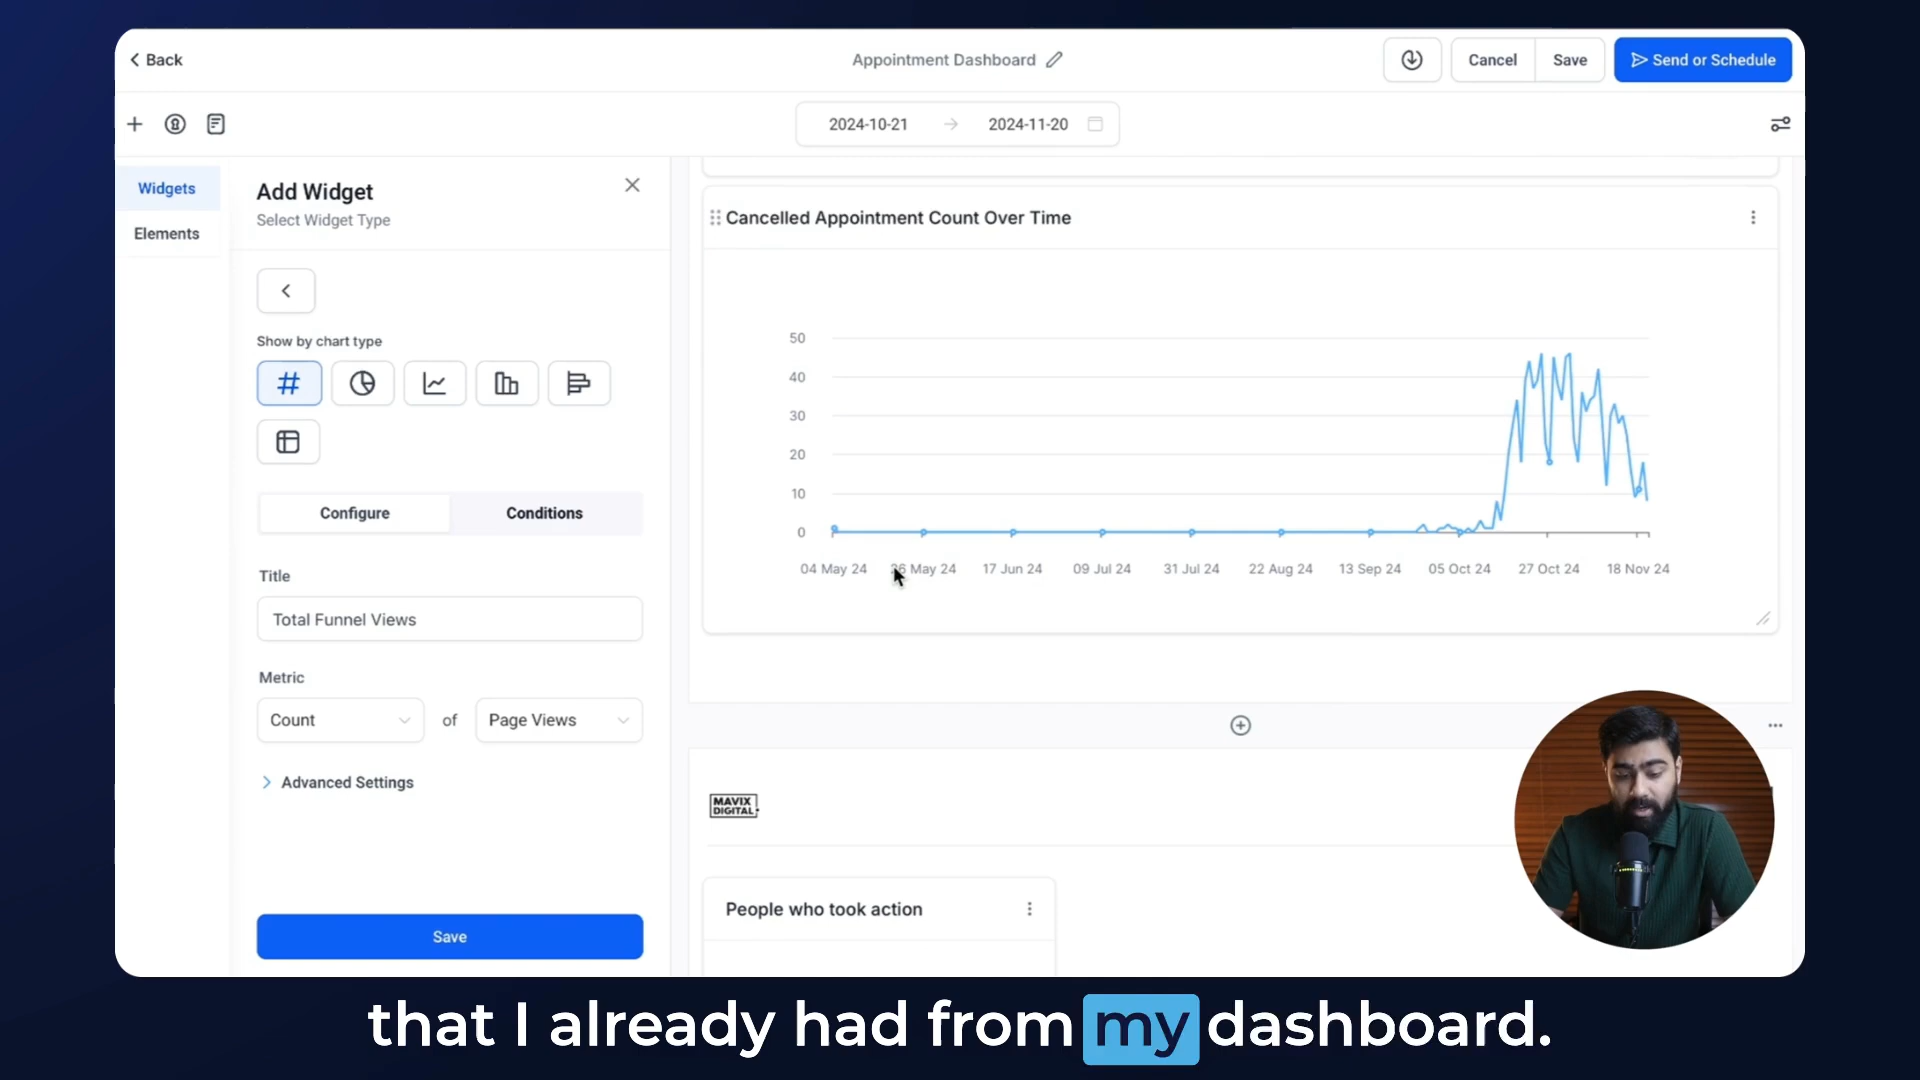 Back
Appointment Dashboard
Cancel
Save
Send or Schedule
2024-10-21
2024-11-20
Widgets
Elements
Add Widget
Select Widget Type
Show by chart type
Configure
Conditions
Title
Total Funnel Views
Metric
Count
of
Page Views
Advanced Settings
Save
Cancelled Appointment Count Over Time
50
40
30
20
10
0
04 May 24
26 May 24
17 Jun 24
09 Jul 24
31 Jul 24
22 Aug 24
13 Sep 24
05 Oct 24
27 Oct 24
18 Nov 24
MAVIX
DIGITAL.
People who took action
that I already had from my dashboard.